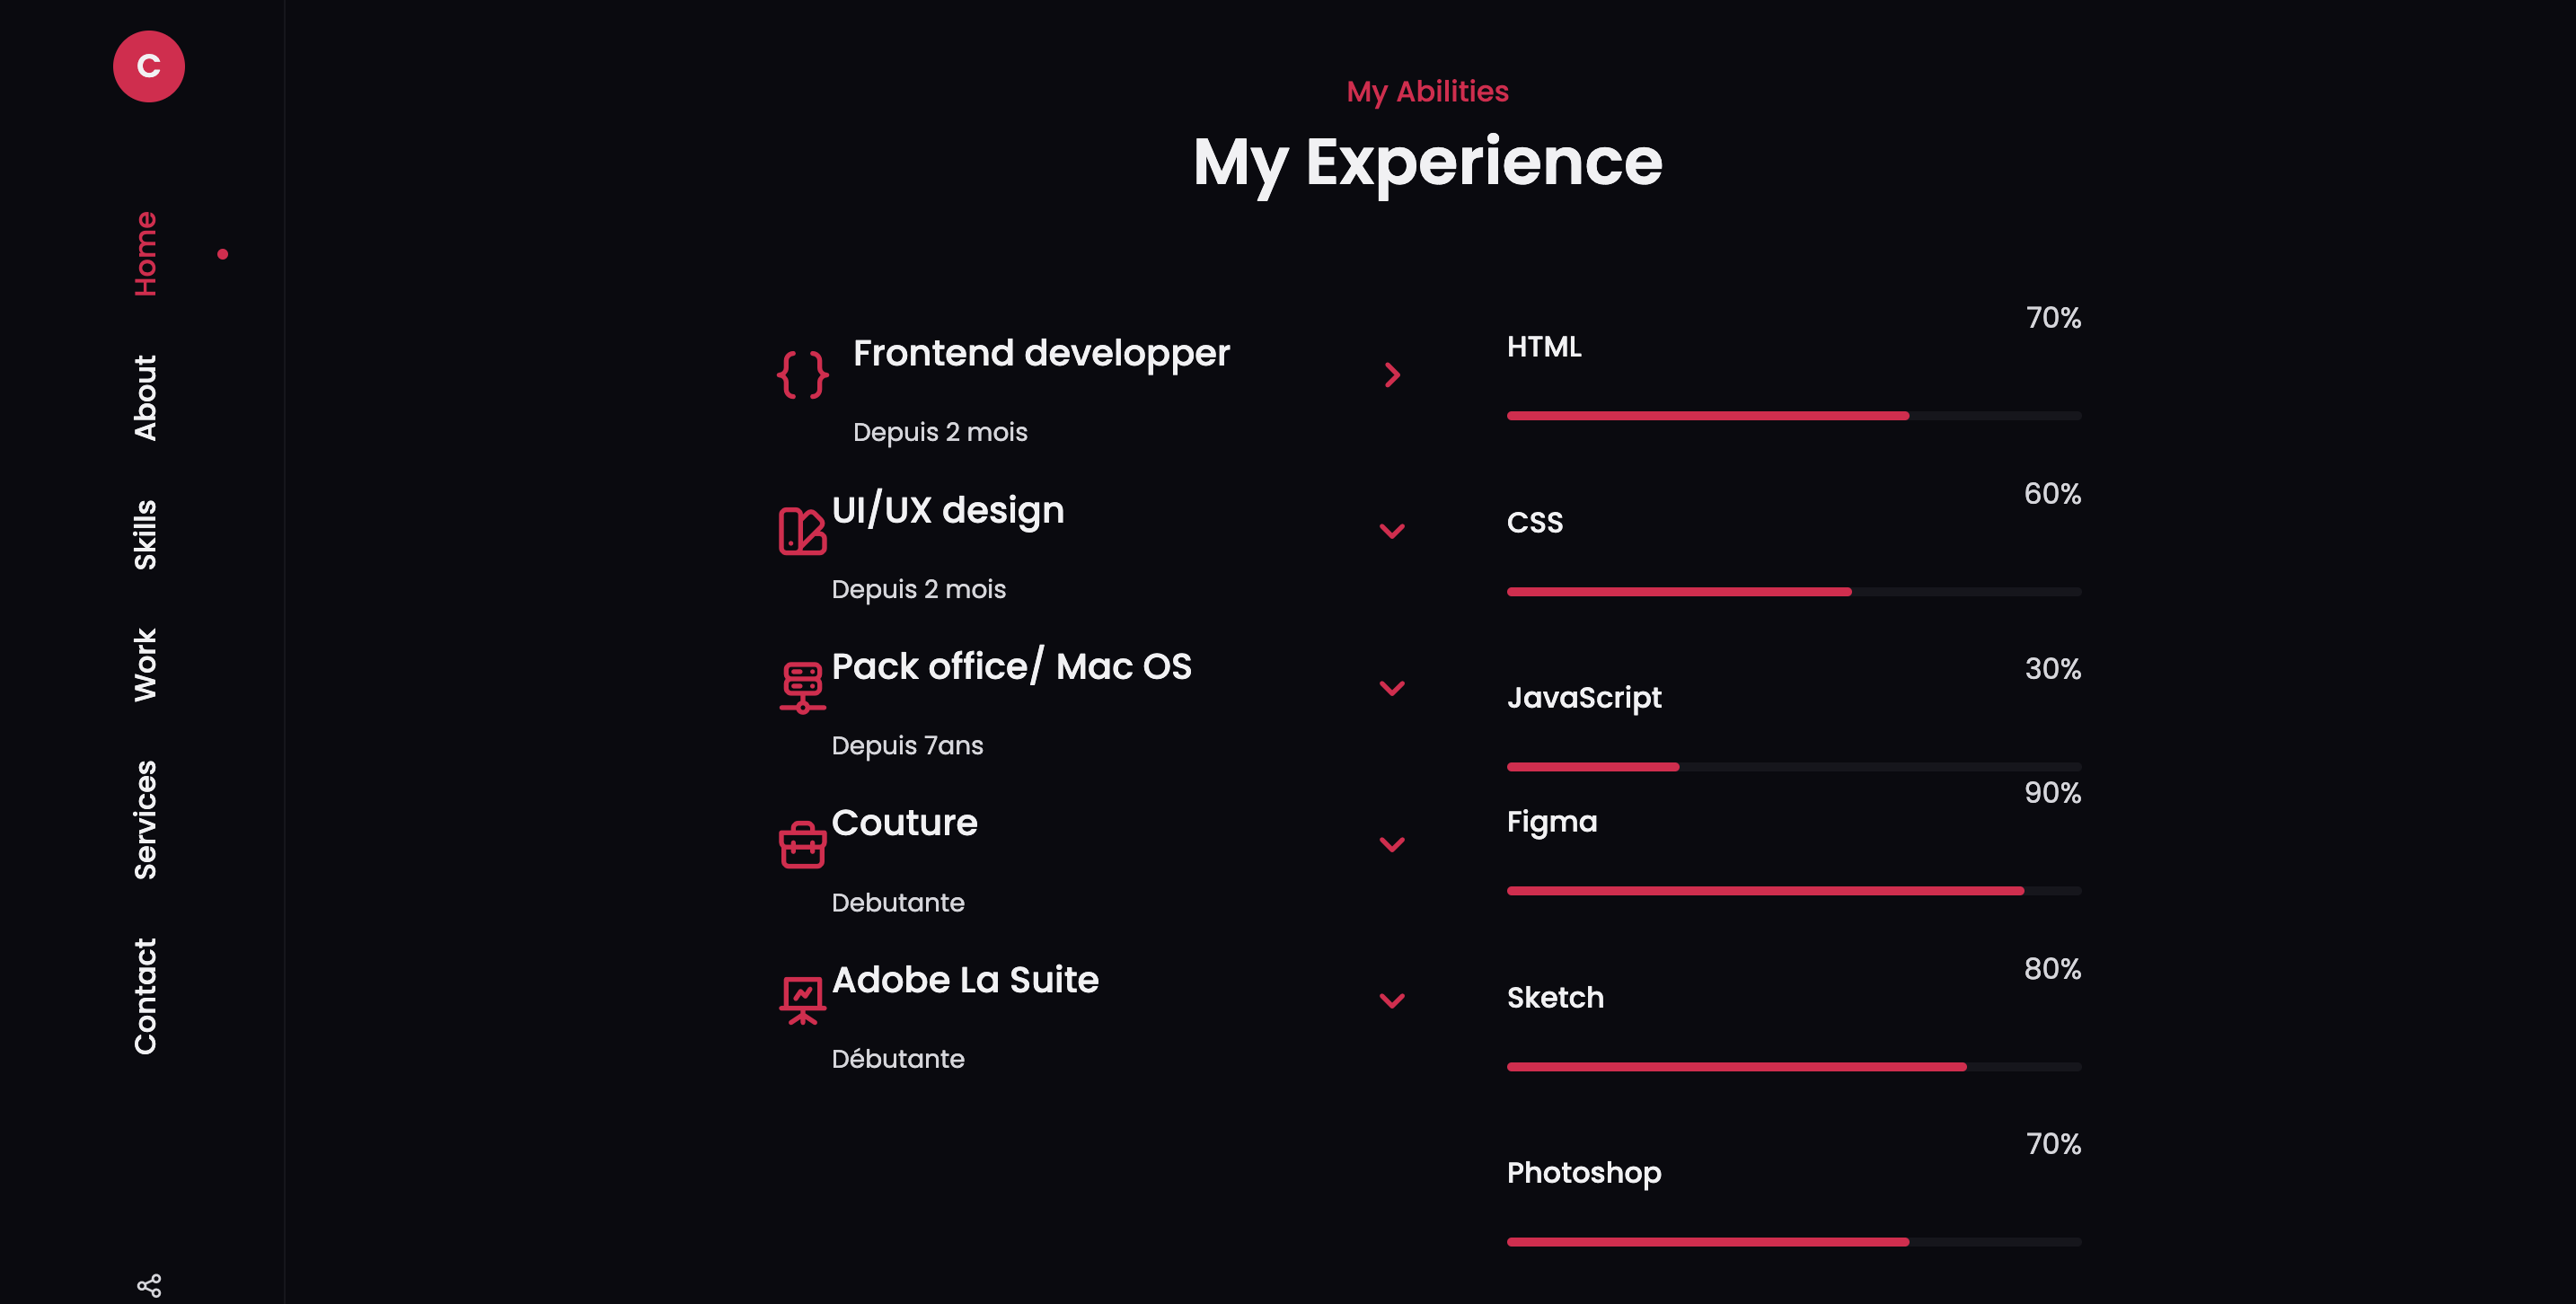 C
Home
About
Skills
Work
Services
Contact
My Abilities
My Experience
Frontend developper
Depuis 2 mois
UI/UX design
Depuis 2 mois
Pack office/ Mac OS
Depuis 7ans
Couture
Debutante
Adobe La Suite
Débutante
HTML
70%
CSS
60%
JavaScript
30%
Figma
90%
Sketch
80%
Photoshop
70%